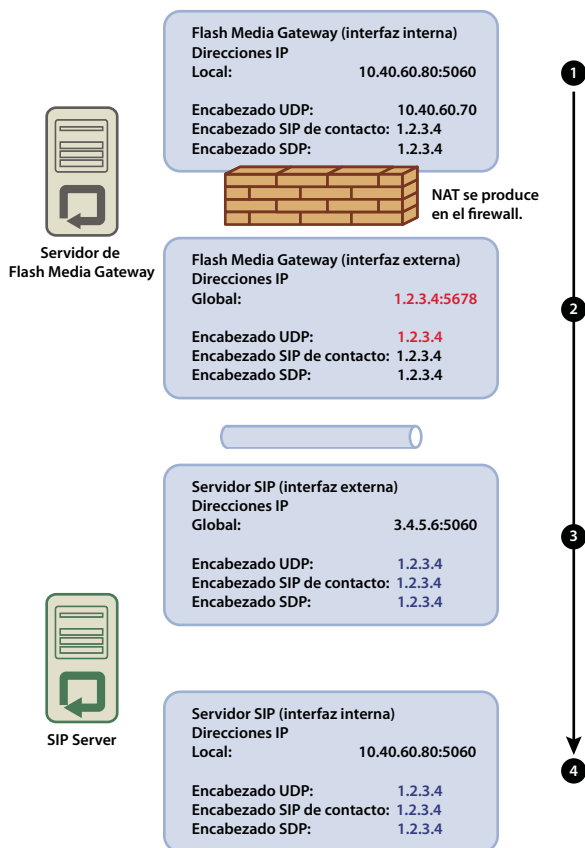 Flash Media Gateway (interfaz interna)
Direcciones IP
Local: 10.40.60.80:5060
Encabezado UDP: 10.40.60.70
Encabezado SIP de contacto: 1.2.3.4
Encabezado SDP: 1.2.3.4
1
NAT se produce
en el firewall.
Servidor de
Flash Media Gateway
Flash Media Gateway (interfaz externa)
Direcciones IP
Global: 1.2.3.4:5678
Encabezado UDP: 1.2.3.4
Encabezado SIP de contacto: 1.2.3.4
Encabezado SDP: 1.2.3.4
2
Servidor SIP (interfaz externa)
Direcciones IP
Global: 3.4.5.6:5060
Encabezado UDP: 1.2.3.4
Encabezado SIP de contacto: 1.2.3.4
Encabezado SDP: 1.2.3.4
3
SIP Server
Servidor SIP (interfaz interna)
Direcciones IP
Local: 10.40.60.80:5060
Encabezado UDP: 1.2.3.4
Encabezado SIP de contacto: 1.2.3.4
Encabezado SDP: 1.2.3.4
4